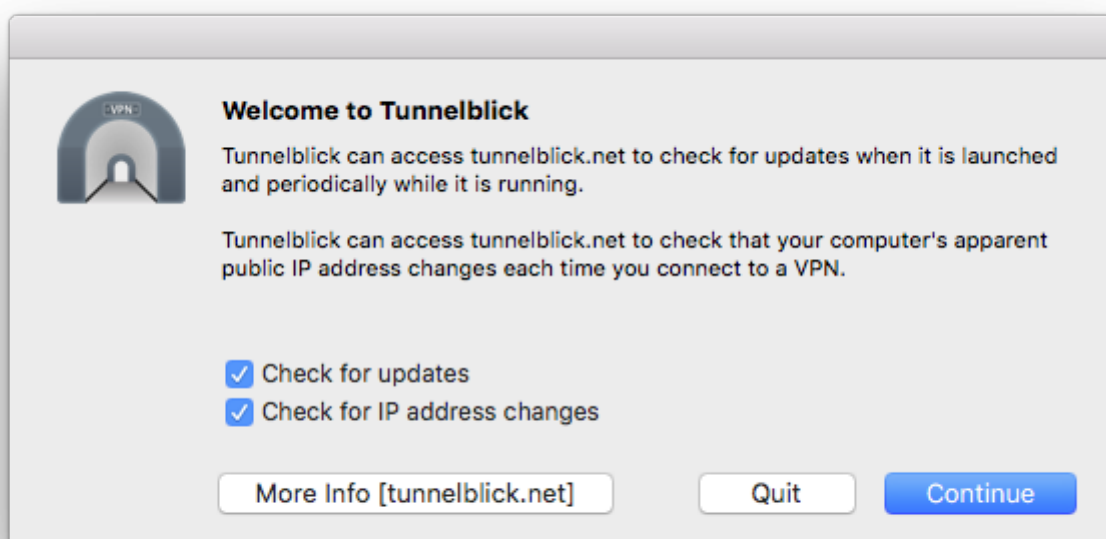 VPN
Welcome to Tunnelblick
Tunnelblick can access tunnelblick.net to check for updates when it is launched
and periodically while it is running.
Tunnelblick can access tunnelblick.net to check that your computer's apparent
public IP address changes each time you connect to a VPN.
Check for updates
Check for IP address changes
More Info [tunnelblick.net]
Quit
Continue